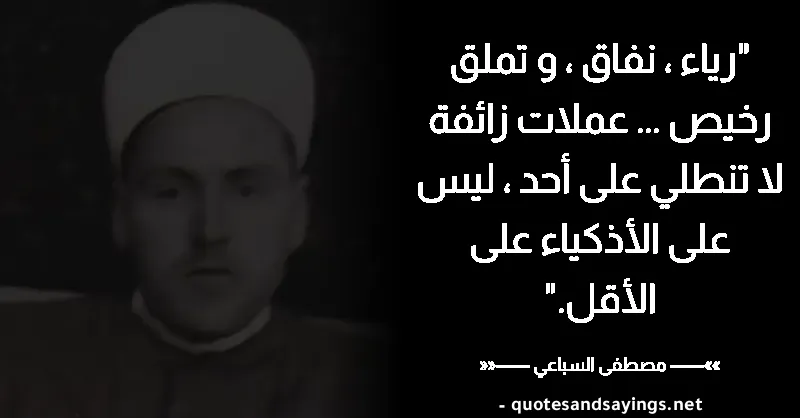 "رياء ، نفاق ، و تملق
رخيص ... عملات زائفة
لا تنطلي على أحد ، ليس
على الأذكياء على
الأقل."
»»—— مصطفى السباعي ——««
- quotesandsayings.net